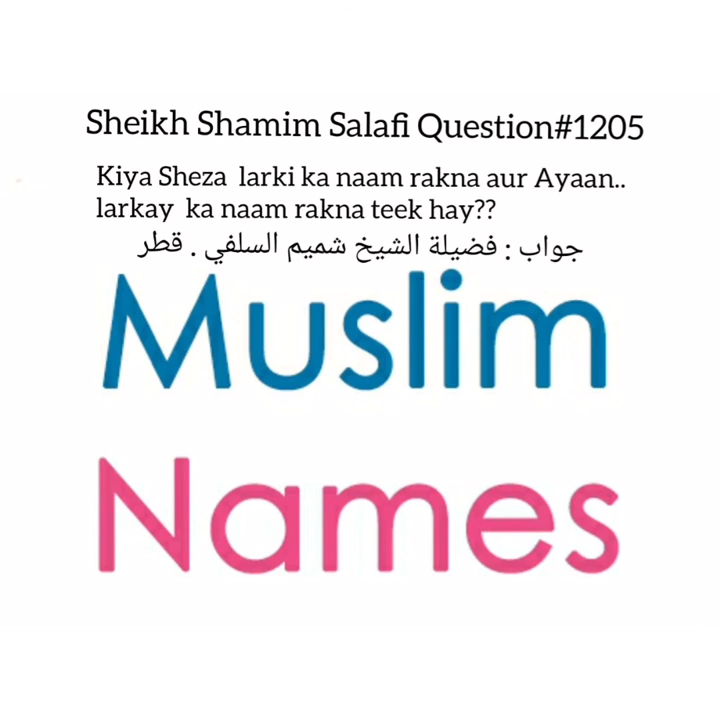 Sheikh Shamim Salafi Question#1205
Kiya Sheza larki ka naam rakna aur Ayaan..
larkay ka naam rakna teek hay??
جواب : فضيلة الشيخ شميم السلفي . قطر
Muslim
Names